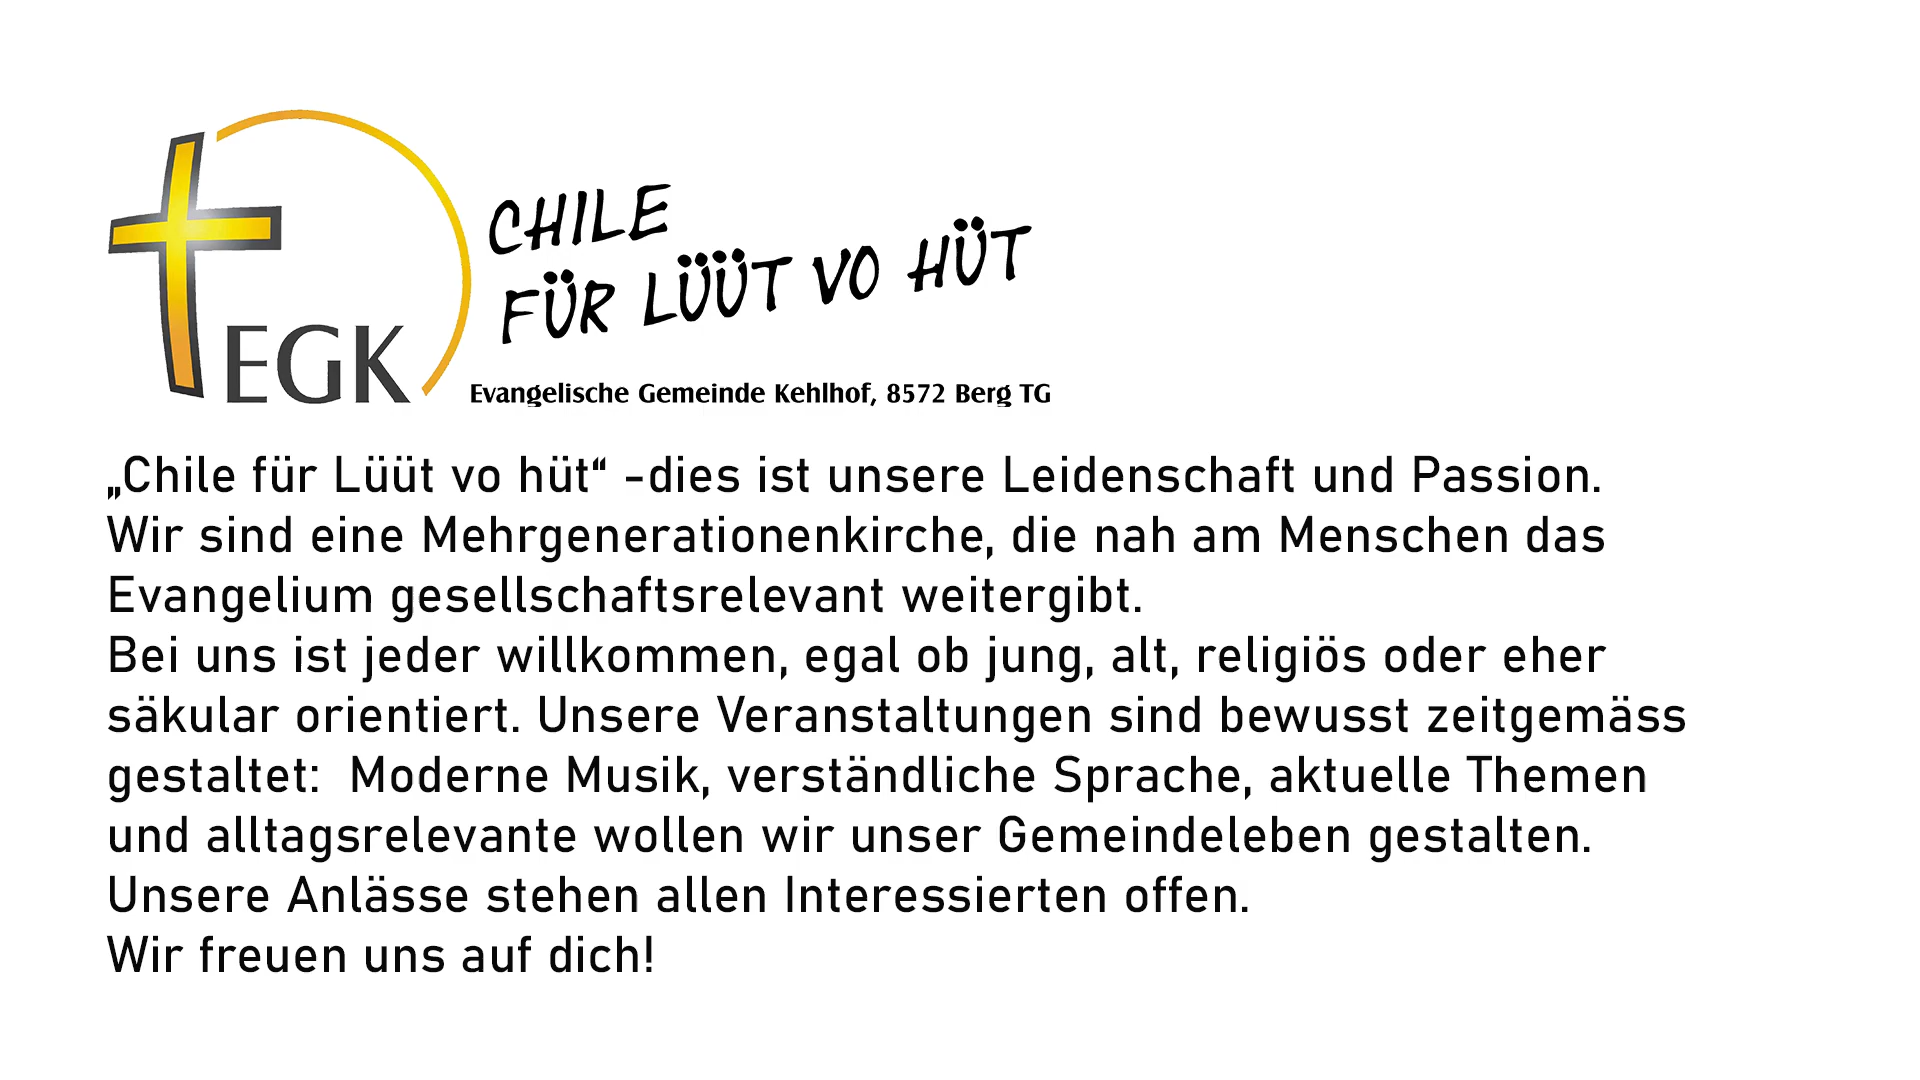 CHILE
FÜR LÜÜT VO HÜT
EGK
Evangelische Gemeinde Kehlhof, 8572 Berg TG
„Chile für Lüüt vo hüt“ -dies ist unsere Leidenschaft und Passion.
Wir sind eine Mehrgenerationenkirche, die nah am Menschen das
Evangelium gesellschaftsrelevant weitergibt.
Bei uns ist jeder willkommen, egal ob jung, alt, religiös oder eher
säkular orientiert. Unsere Veranstaltungen sind bewusst zeitgemäss
gestaltet:  Moderne Musik, verständliche Sprache, aktuelle Themen
und alltagsrelevante wollen wir unser Gemeindeleben gestalten.
Unsere Anlässe stehen allen Interessierten offen.
Wir freuen uns auf dich!